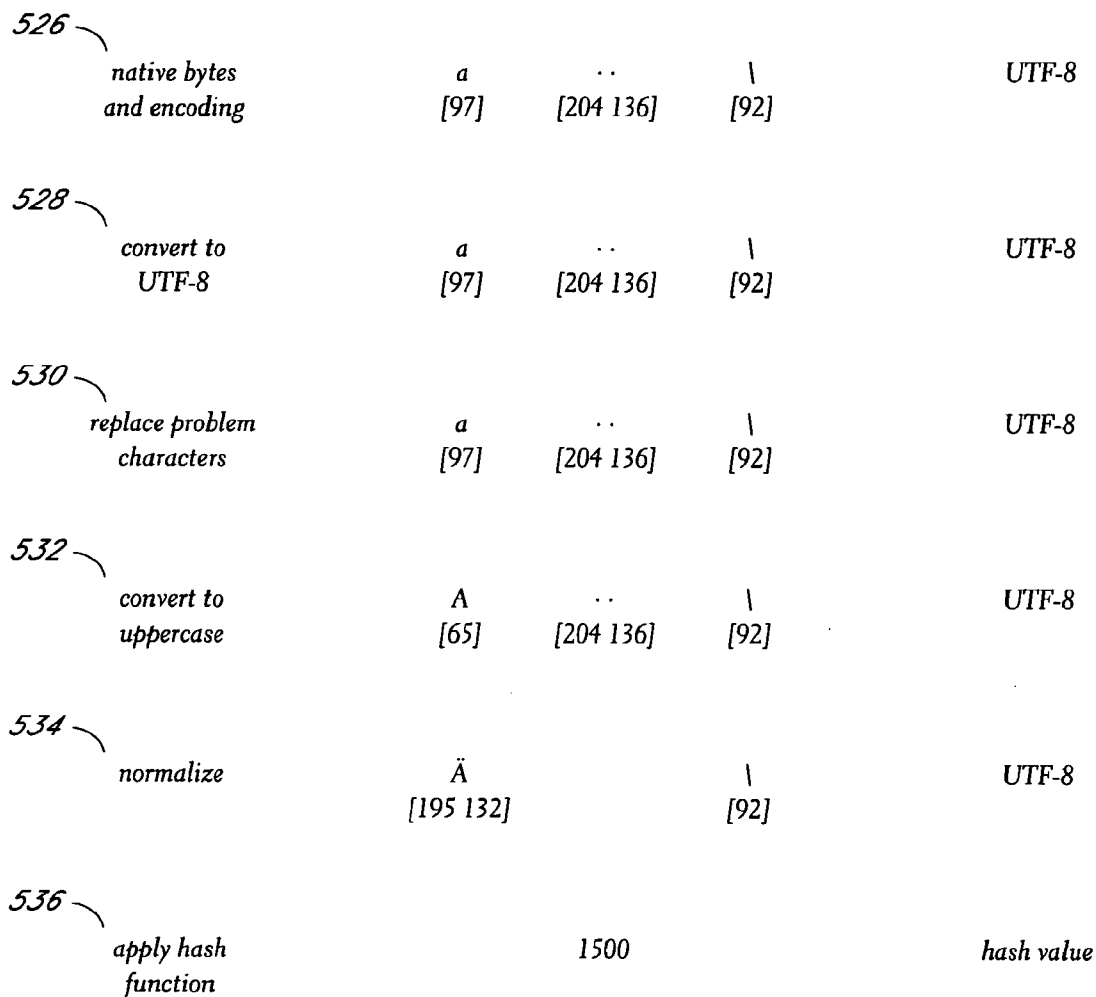 526
native bytes a ·· \ UTF-8
and encoding [97] [204 136] [92]
528
convert to a ·· \ UTF-8
UTF-8 [97] [204 136] [92]
530
replace problem a ·· \ UTF-8
characters [97] [204 136] [92]
532
convert to A ·· \ UTF-8
uppercase [65] [204 136] [92]
534
normalize Ä \ UTF-8
[195 132] [92]
536
apply hash 1500 hash value
function